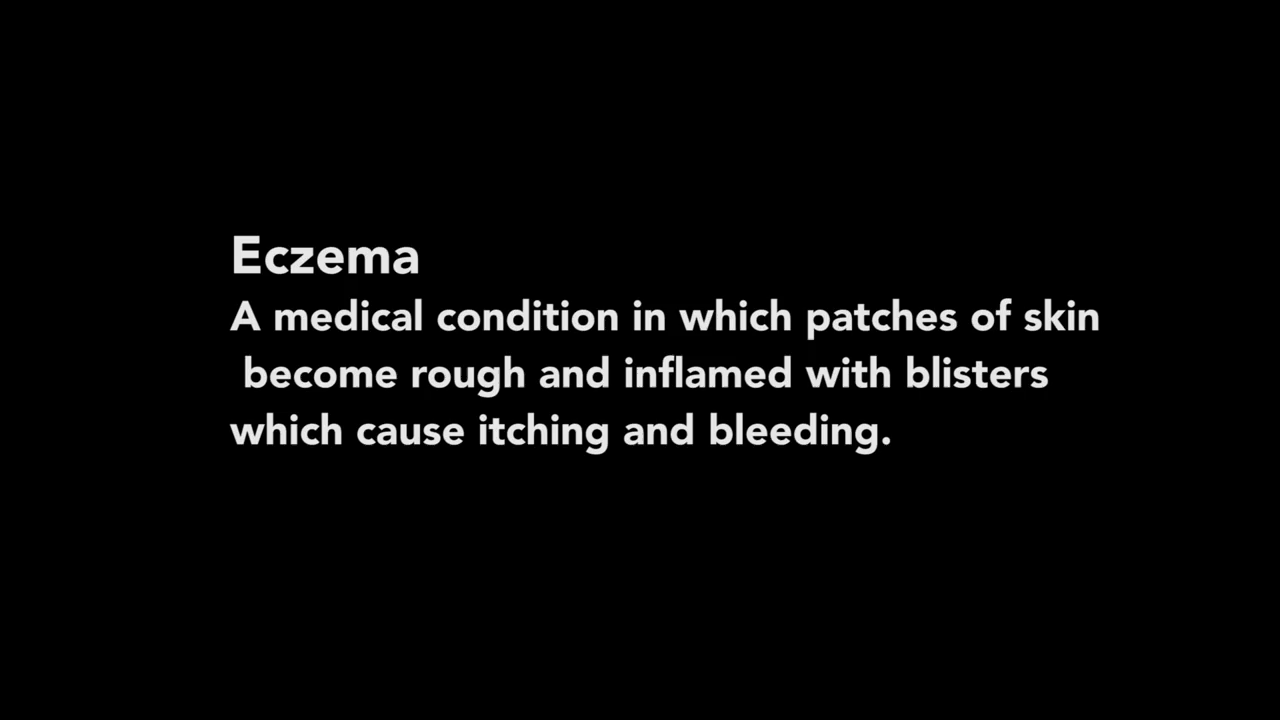 Eczema
A medical condition in which patches of skin
become rough and inflamed with blisters
which cause itching and bleeding.